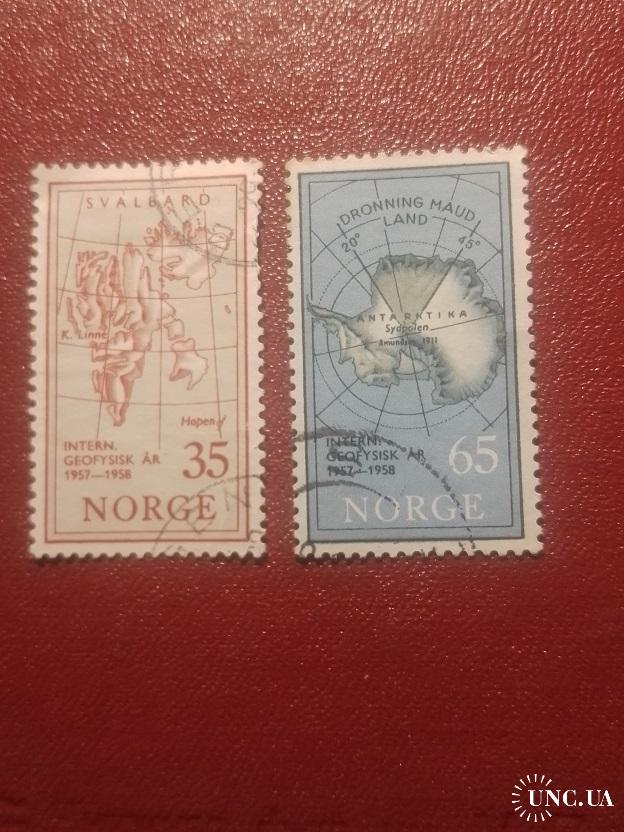 SVALBARD
K. Linne
Hopen
INTERN.
GEOFYSISK ÅR
1957—1958
35
NORGE
DRONNING MAUD
LAND
20°
45°
ANTARKTIKA
Sydpolen
Amundsen 1911
INTERN.
GEOFYSISK ÅR
1957—1958
65
NORGE
UNC.UA